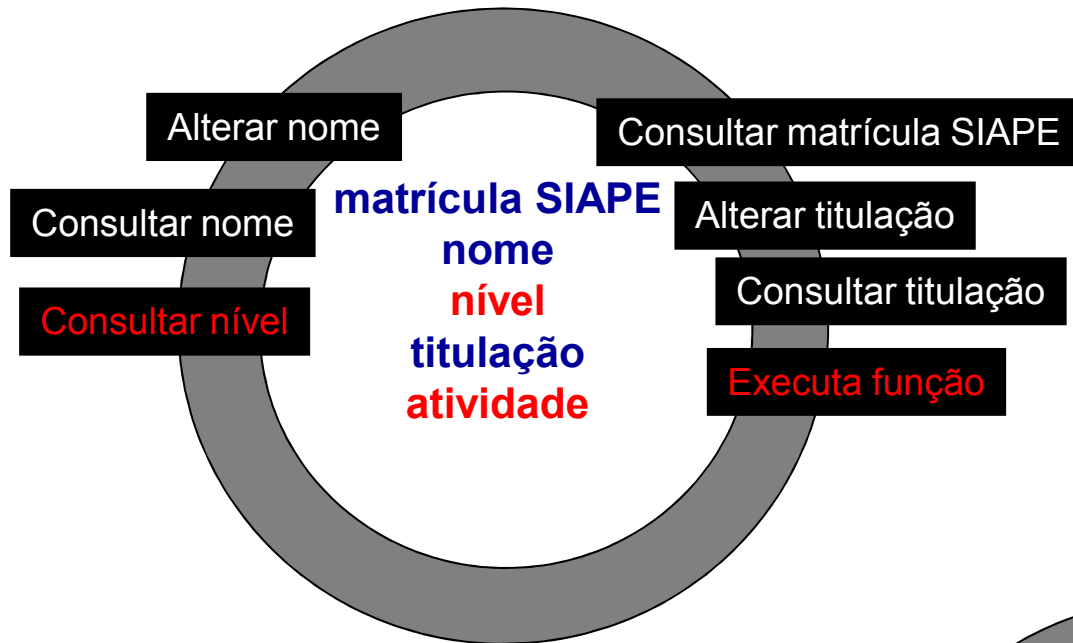 Alterar nome
Consultar nome
Consultar nível
matrícula SIAPE
nome
nível
titulação
atividade
Consultar matrícula SIAPE
Alterar titulação
Consultar titulação
Executa função